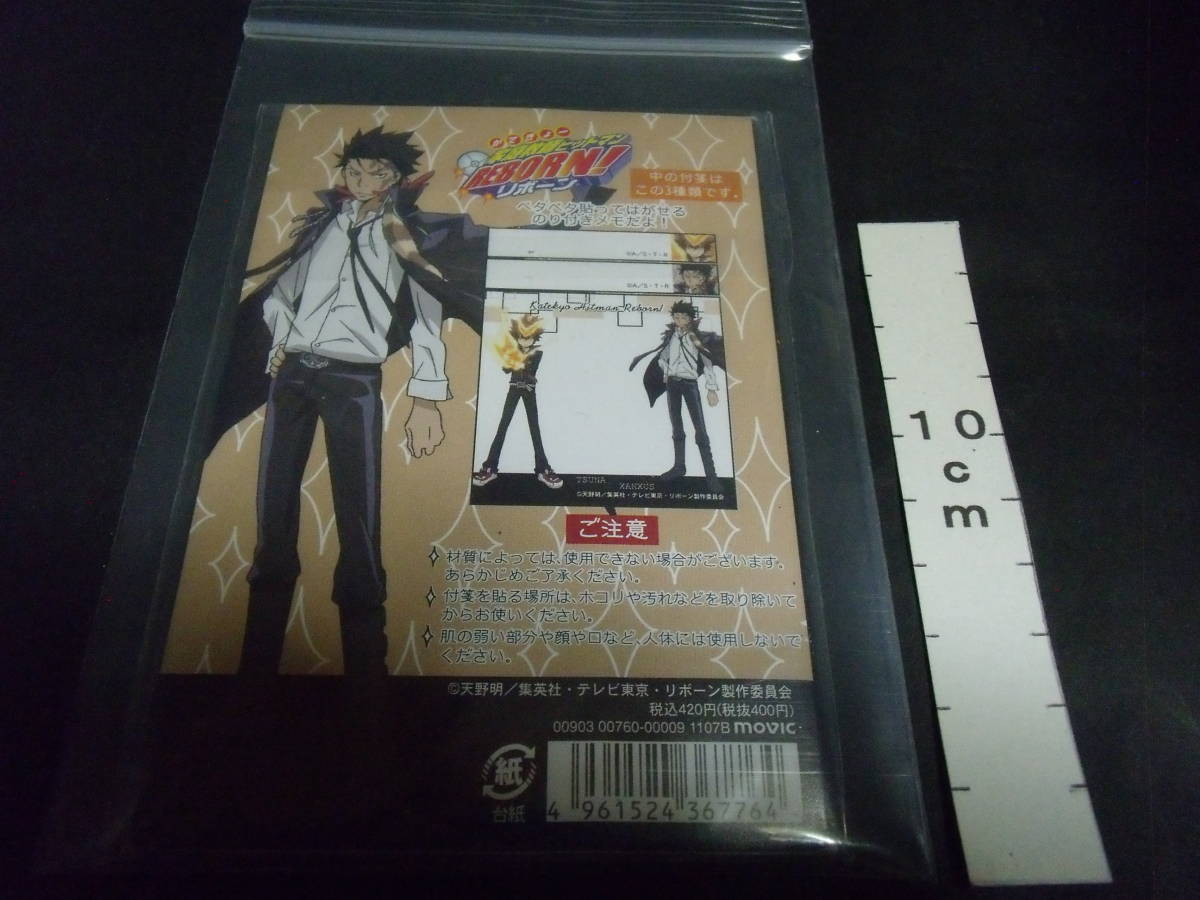 かてきょー
家庭教師ヒットマン
REBORN!
リボーン
中の付箋は
この3種類です。
ペタペタ貼ってはがせる
のり付きメモだよ!
©A/S・T・R
©A/S・T・R
Katekyo Hitman Reborn!
TSUNA XANXUS
©天野明/集英社・テレビ東京・リボーン製作委員会
ご注意
材質によっては、使用できない場合がございます。
あらかじめご了承ください。
付箋を貼る場所は、ホコリや汚れなどを取り除いて
からお使いください。
肌の弱い部分や顔や口など、人体には使用しないで
ください。
©天野明/集英社・テレビ東京・リボーン製作委員会
税込420円(税抜400円)
00903 00760-00009 1107B movic
紙
台紙
4 961524 367764
10
cm